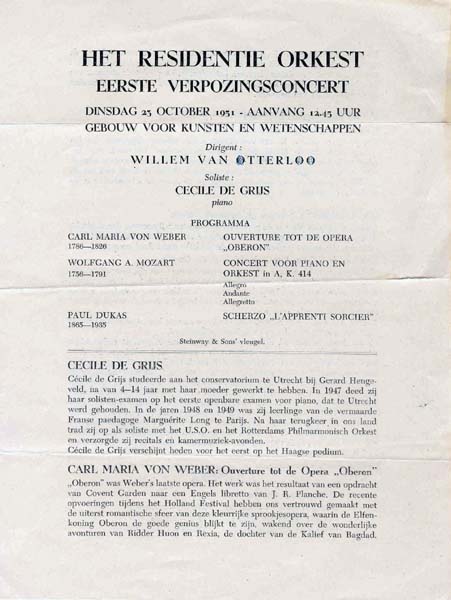 HET RESIDENTIE ORKEST
EERSTE VERPOZINGSCONCERT
DINSDAG 23 OCTOBER 1951 - AANVANG 12.45 UUR
GEBOUW VOOR KUNSTEN EN WETENSCHAPPEN
Dirigent :
WILLEM VAN OTTERLOO
Soliste :
CECILE DE GRIJS
piano
PROGRAMMA
CARL MARIA VON WEBER OUVERTURE TOT DE OPERA
1786—1826 „OBERON”
WOLFGANG A. MOZART CONCERT VOOR PIANO EN
1756—1791 ORKEST in A, K. 414
Allegro
Andante
Allegretto
PAUL DUKAS SCHERZO „L'APPRENTI SORCIER”
1865—1935
Steinway & Sons' vleugel.
CECILE DE GRIJS.
Cécile de Grijs studeerde aan het conservatorium te Utrecht bij Gerard Henge-
veld, na van 4—14 jaar met haar moeder gewerkt te hebben. In 1947 deed zij
haar solisten-examen op het eerste openbare examen voor piano, dat te Utrecht
werd gehouden. In de jaren 1948 en 1949 was zij leerlinge van de vermaarde
Franse paedagoge Marguérite Long te Parijs. Na haar terugkeer in ons land
trad zij op als soliste met het U.S.O. en het Rotterdams Philharmonisch Orkest
en verzorgde zij recitals en kamermuziek-avonden.
Cécile de Grijs verschijnt heden voor het eerst op het Haagse podium.
CARL MARIA VON WEBER: Ouverture tot de Opera „Oberon”
„Oberon” was Weber's laatste opera. Het werk was het resultaat van een opdracht
van Covent Garden naar een Engels libretto van J. R. Planche. De recente
opvoeringen tijdens het Holland Festival hebben ons vertrouwd gemaakt met
de uiterst romantische sfeer van deze kleurrijke sprookjesopera, waarin de Elfen-
koning Oberon de goede genius blijkt te zijn, wakend over de wonderlijke
avonturen van Ridder Huon en Rexia, de dochter van de Kalief van Bagdad.